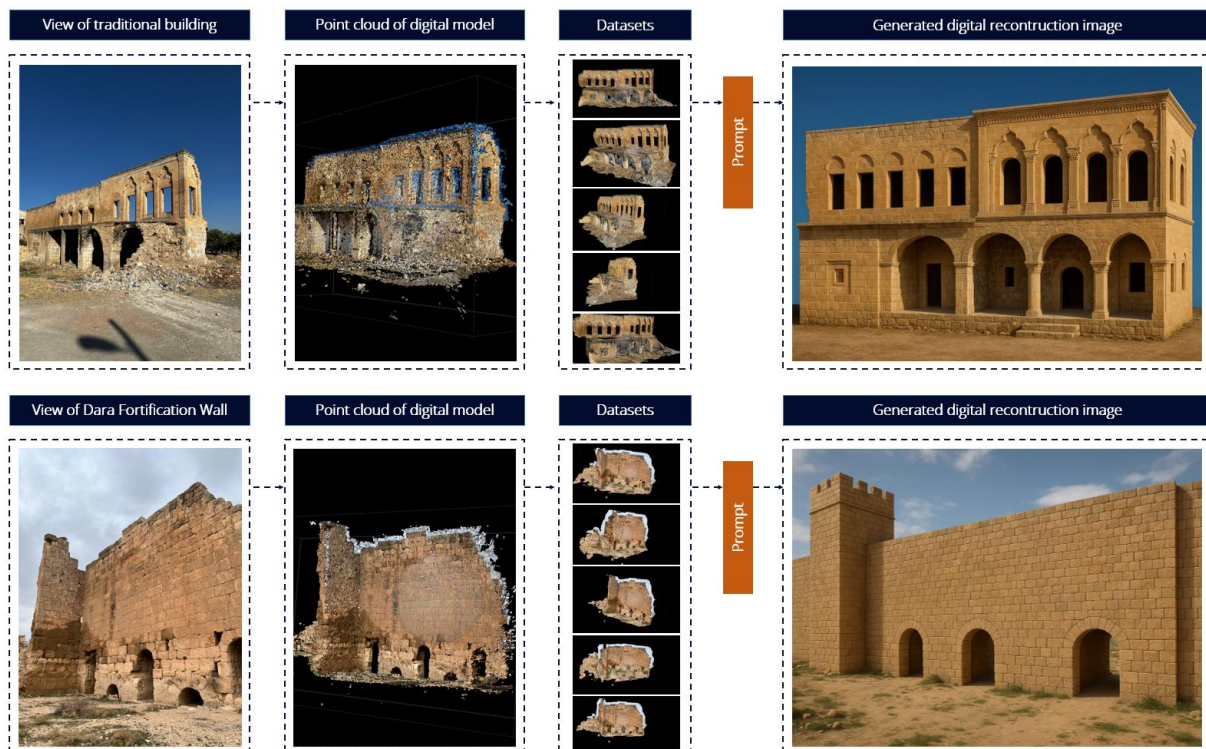 View of traditional building
Point cloud of digital model
Datasets
Generated digital recontruction image
Prompt
View of Dara Fortification Wall
Point cloud of digital model
Datasets
Generated digital recontruction image
Prompt